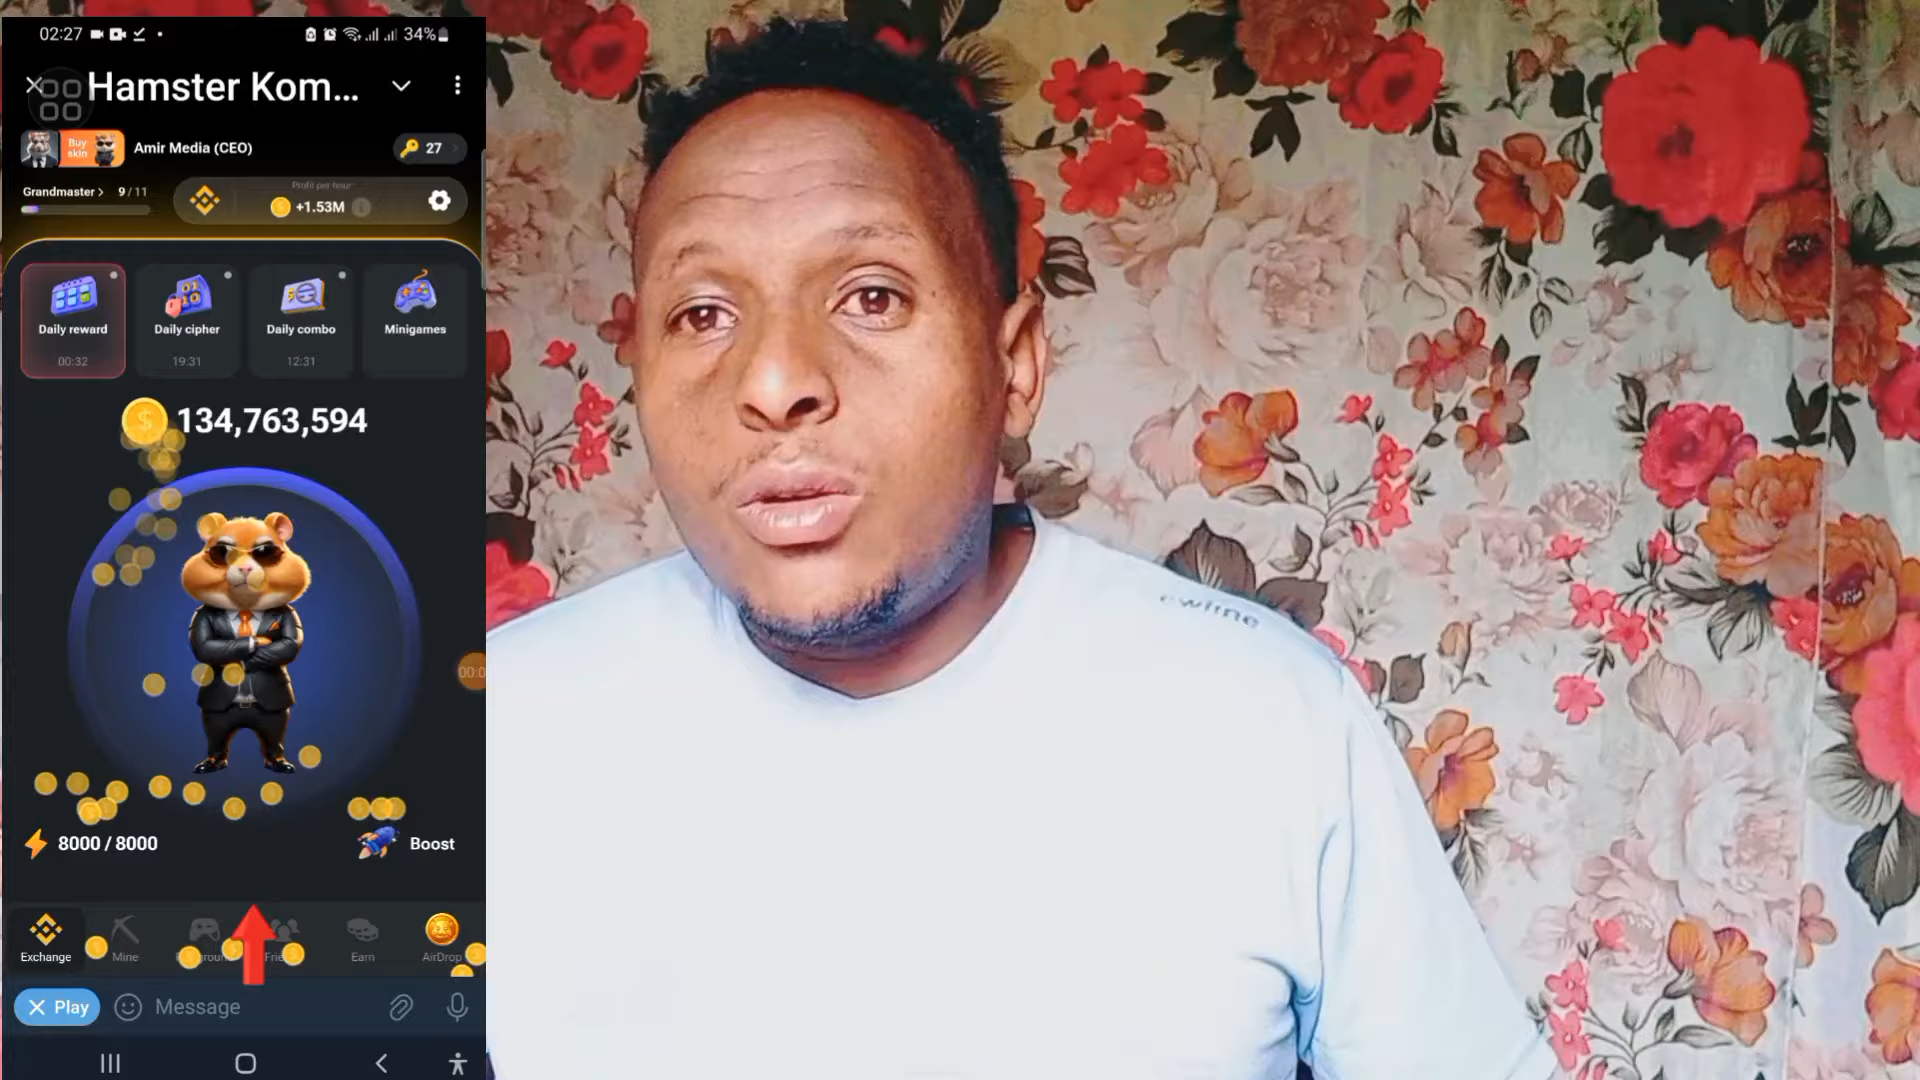 02:27
34%
Hamster Kom...
Buy
skin
Amir Media (CEO)
27
Grandmaster > 9/11
Profit per hour
+1.53M
Daily reward
00:32
Daily cipher
19:31
Daily combo
12:31
Minigames
134,763,594
8000 / 8000
Boost
Exchange
Mine
Earn
AirDrop
Play
Message